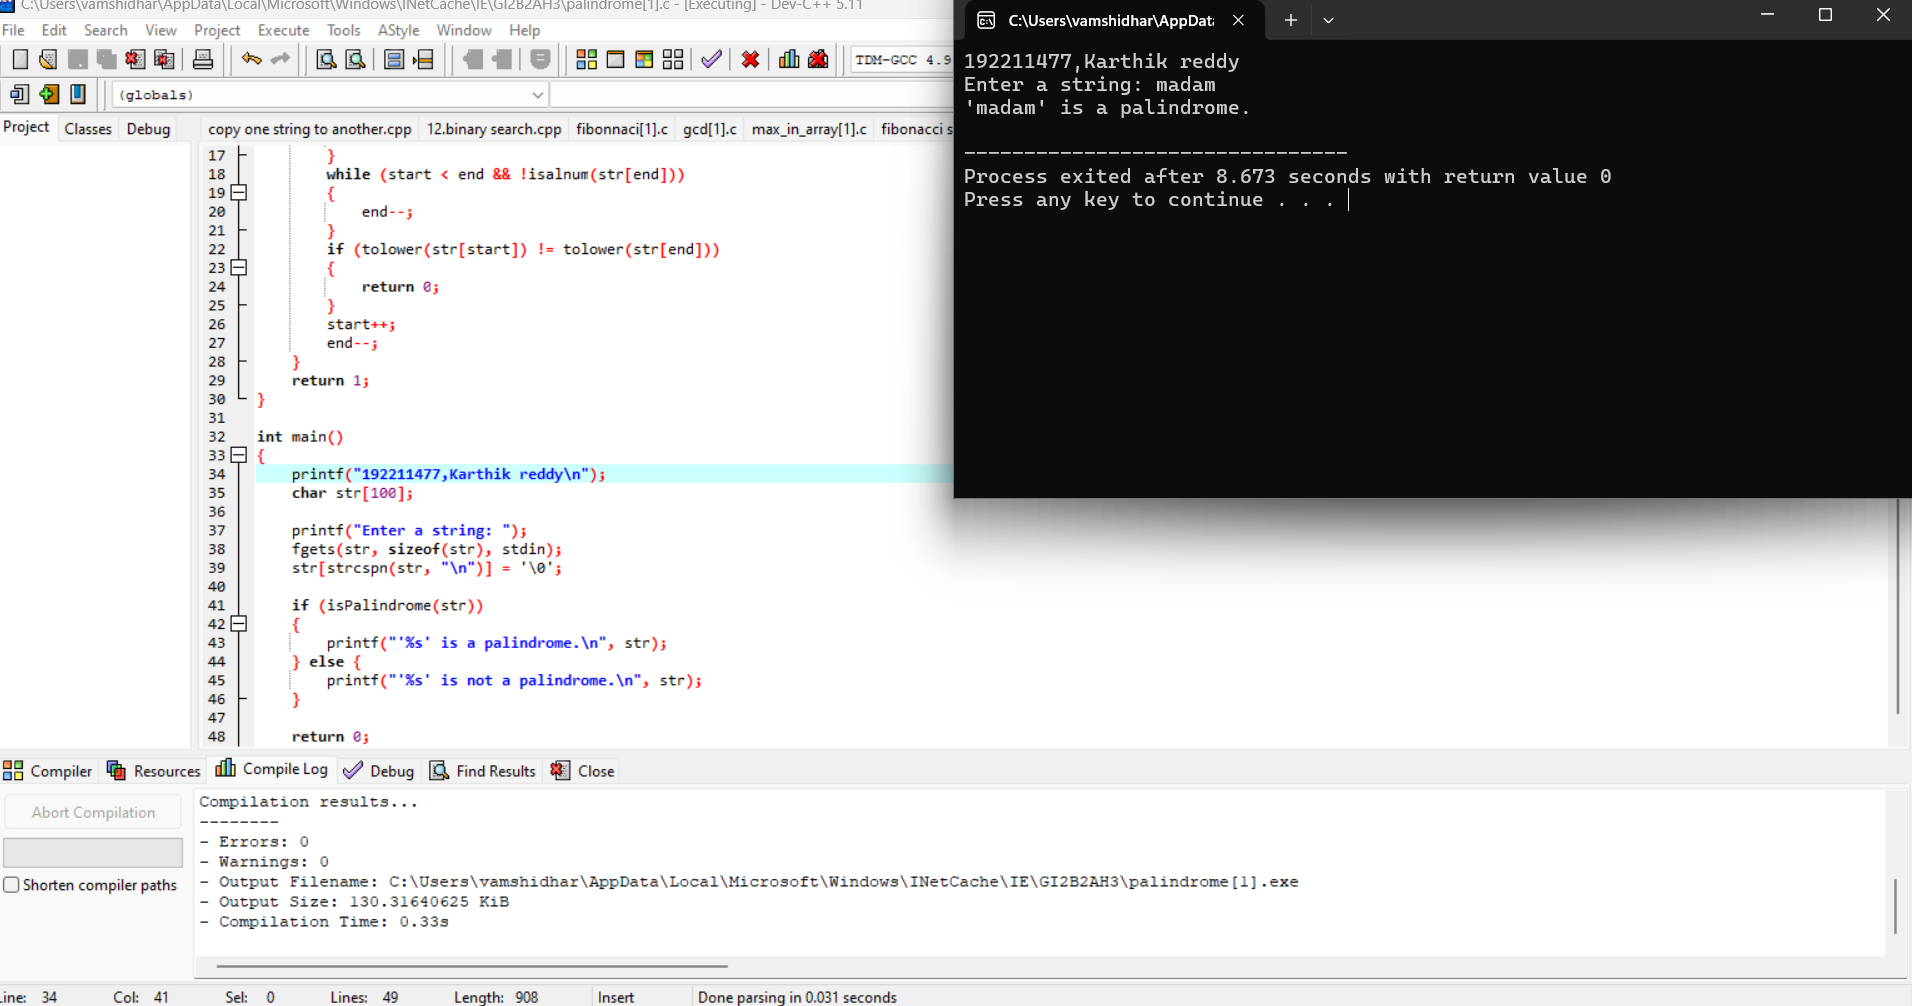 C:\Users\vamshidhar\AppData\Local\Microsoft\Windows\INetCache\IE\GI2B2AH3\palindrome[1].c - [Executing] - Dev-C++ 5.11
File Edit Search View Project Execute Tools AStyle Window Help
TDM-GCC 4.9
(globals)
Project Classes Debug
copy one string to another.cpp 12.binary search.cpp fibonnaci[1].c gcd[1].c max_in_array[1].c fibonacci s
17 }
18 while (start < end && !isalnum(str[end]))
19 {
20 end--;
21 }
22 if (tolower(str[start]) != tolower(str[end]))
23 {
24 return 0;
25 }
26 start++;
27 end--;
28 }
29 return 1;
30 }
31
32 int main()
33 {
34 printf("192211477,Karthik reddy\n");
35 char str[100];
36
37 printf("Enter a string: ");
38 fgets(str, sizeof(str), stdin);
39 str[strcspn(str, "\n")] = '\0';
40
41 if (isPalindrome(str))
42 {
43 printf("'%s' is a palindrome.\n", str);
44 } else {
45 printf("'%s' is not a palindrome.\n", str);
46 }
47
48 return 0;
C:\Users\vamshidhar\AppData
192211477,Karthik reddy
Enter a string: madam
'madam' is a palindrome.
--------------------------------
Process exited after 8.673 seconds with return value 0
Press any key to continue . . .
Compiler Resources Compile Log Debug Find Results Close
Abort Compilation
Shorten compiler paths
Compilation results...
--------
- Errors: 0
- Warnings: 0
- Output Filename: C:\Users\vamshidhar\AppData\Local\Microsoft\Windows\INetCache\IE\GI2B2AH3\palindrome[1].exe
- Output Size: 130.31640625 KiB
- Compilation Time: 0.33s
Line: 34 Col: 41 Sel: 0 Lines: 49 Length: 908 Insert Done parsing in 0.031 seconds